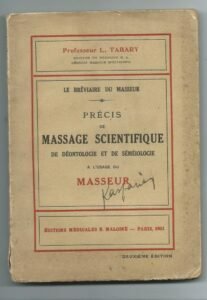 Professeur L. TABARY
LE BRÉVIAIRE DU MASSEUR
PRÉCIS
DE
MASSAGE SCIENTIFIQUE
DE DÉONTOLOGIE ET DE SÉMÉIOLOGIE
A L'USAGE DU
MASSEUR
ÉDITIONS MÉDICALES N. MALOINE — PARIS, 1951
DEUXIÈME ÉDITION